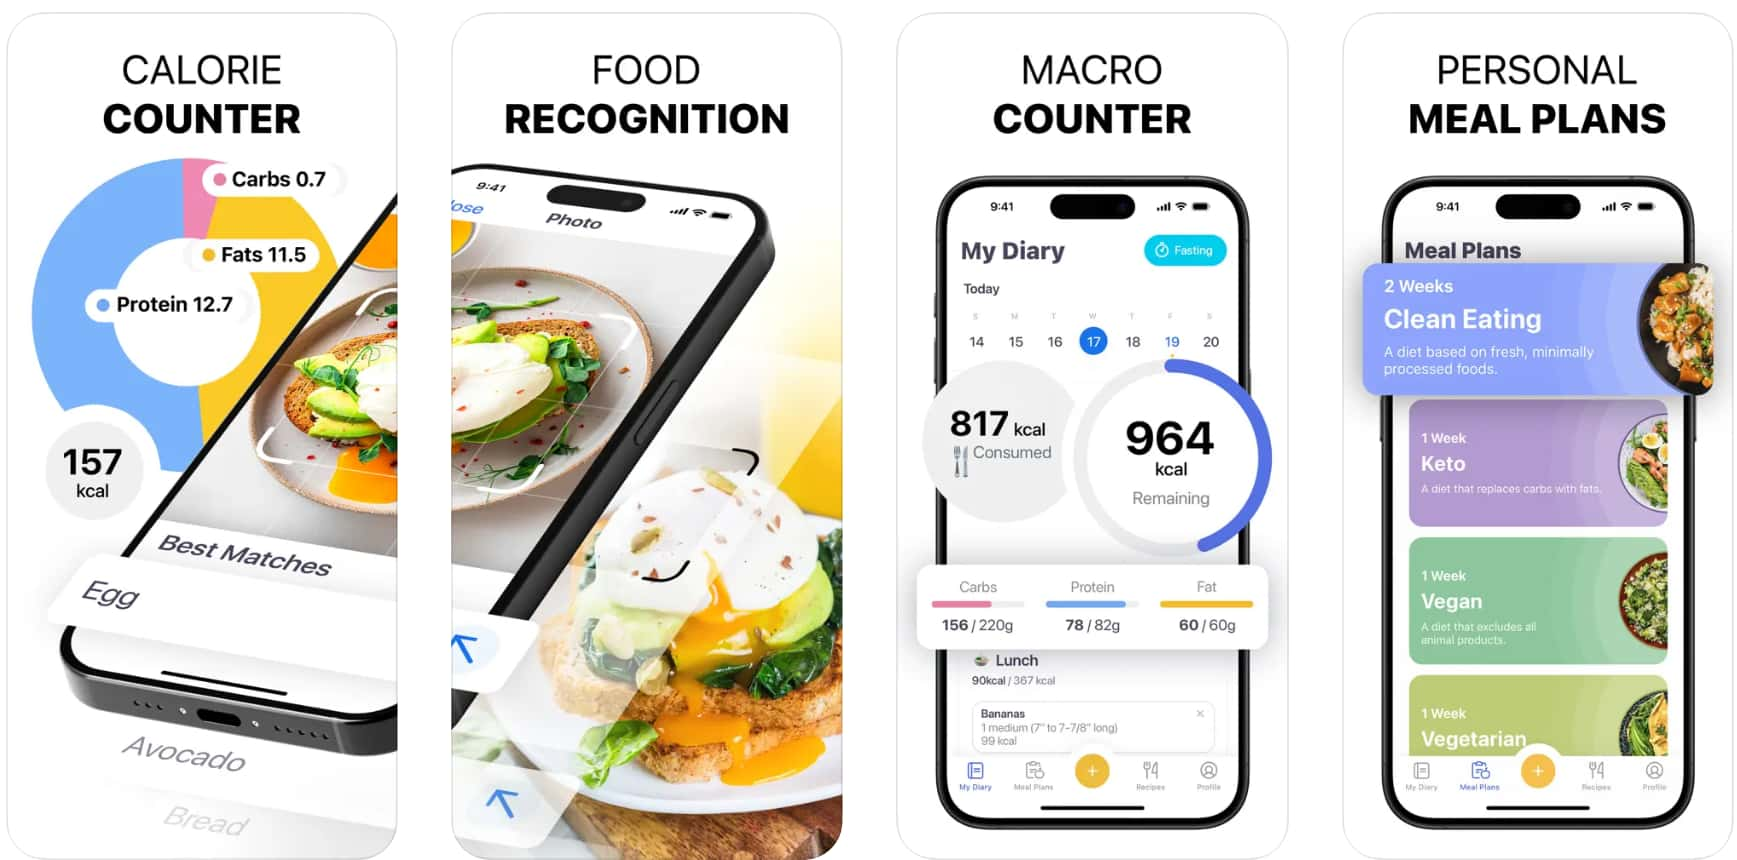 CALORIE
COUNTER
Carbs 0.7
Fats 11.5
Protein 12.7
157
kcal
Best Matches
Egg
Avocado
Bread
FOOD
RECOGNITION
9:41
lose
Photo
MACRO
COUNTER
9:41
My Diary
Fasting
Today
S M T W T F S
14 15 16 17 18 19 20
817 kcal
Consumed
964
kcal
Remaining
Carbs Protein Fat
156 / 220g 78 / 82g 60 / 60g
Lunch
90kcal / 367 kcal
Bananas
1 medium (7" to 7-7/8" long)
99 kcal
My Diary Meal Plans Recipes Profile
PERSONAL
MEAL PLANS
9:41
Meal Plans
2 Weeks
Clean Eating
A diet based on fresh, minimally
processed foods.
1 Week
Keto
A diet that replaces carbs with fats.
1 Week
Vegan
A diet that excludes all
animal products.
1 Week
Vegetarian
My Diary Meal Plans Recipes Profile